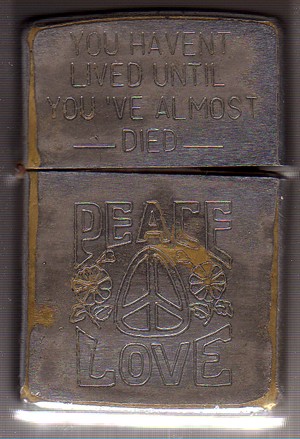 YOU HAVENT
LIVED UNTIL
YOU'VE ALMOST
DIED
PEACE
LOVE